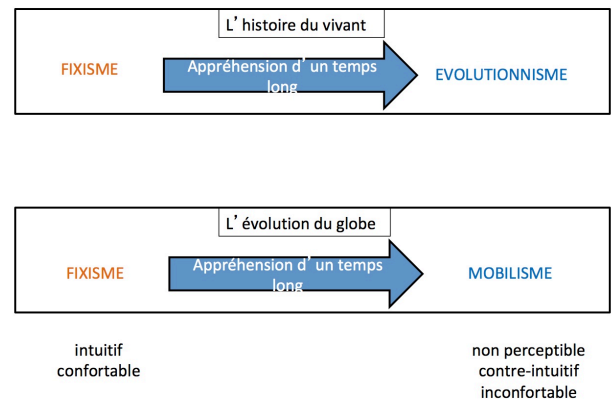 L’histoire du vivant
FIXISME
Appréhension d’un temps
long
EVOLUTIONNISME
L’évolution du globe
FIXISME
Appréhension d’un temps
long
MOBILISME
intuitif
confortable
non perceptible
contre-intuitif
inconfortable